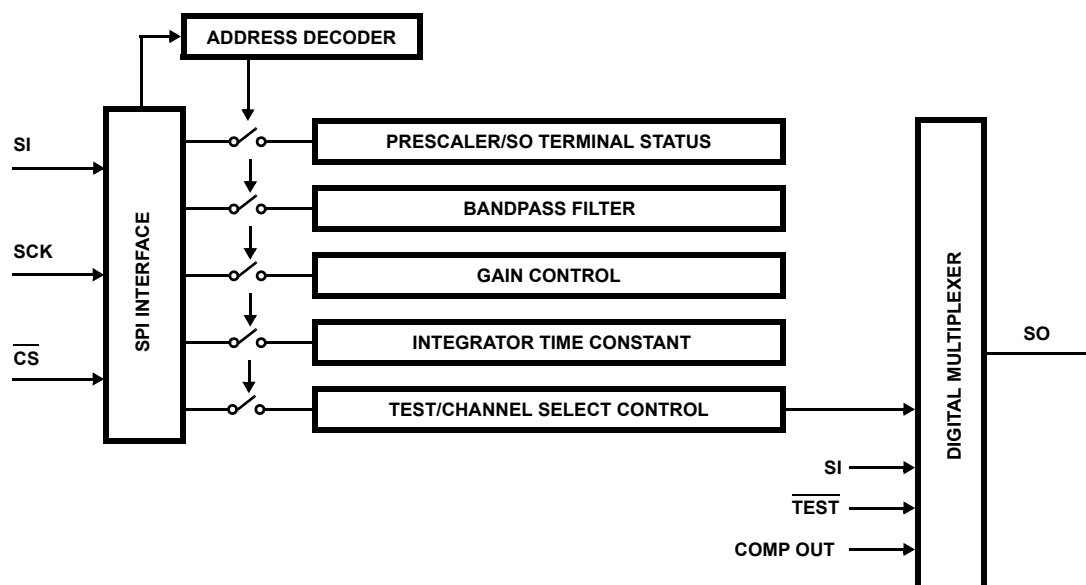 ADDRESS DECODER
SI
SCK
CS
SPI INTERFACE
PRESCALER/SO TERMINAL STATUS
BANDPASS FILTER
GAIN CONTROL
INTEGRATOR TIME CONSTANT
TEST/CHANNEL SELECT CONTROL
SI
TEST
COMP OUT
DIGITAL MULTIPLEXER
SO